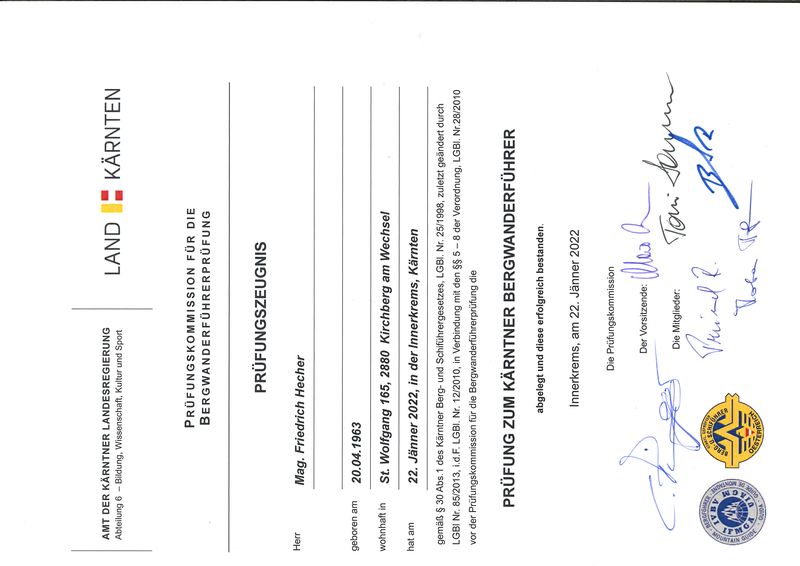 AMT DER KÄRNTNER LANDESREGIERUNG
Abteilung 6 – Bildung, Wissenschaft, Kultur und Sport
LAND KÄRNTEN
PRÜFUNGSKOMMISSION FÜR DIE
BERGWANDERFÜHRERPRÜFUNG
PRÜFUNGSZEUGNIS
Herr Mag. Friedrich Hecher
geboren am 20.04.1963
wohnhaft in St. Wolfgang 165, 2880 Kirchberg am Wechsel
hat am 22. Jänner 2022, in der Innerkrems, Kärnten
gemäß § 30 Abs.1 des Kärntner Berg- und Schiführergesetzes, LGBl. Nr. 25/1998, zuletzt geändert durch
LGBl Nr. 85/2013, i.d.F. LGBl. Nr. 12/2010, in Verbindung mit den §§ 5 – 8 der Verordnung, LGBl. Nr.28/2010
vor der Prüfungskommission für die Bergwanderführerprüfung die
PRÜFUNG ZUM KÄRNTNER BERGWANDERFÜHRER
abgelegt und diese erfolgreich bestanden.
Innerkrems, am 22. Jänner 2022
Die Prüfungskommission
Der Vorsitzende:
Die Mitglieder:
BERG- U. SCHIFÜHRER
ÖSTERREICH
IVBV UIAGM
IFMGA
MOUNTAIN GUIDE